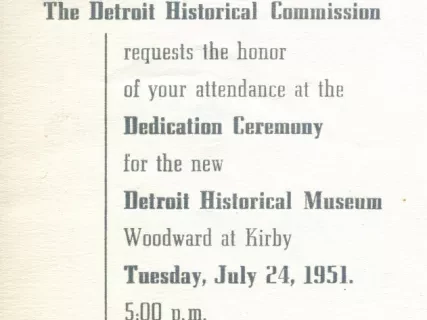 The Detroit Historical Commission
requests the honor
of your attendance at the
Dedication Ceremony
for the new
Detroit Historical Museum
Woodward at Kirby
Tuesday, July 24, 1951.
5:00 p.m.